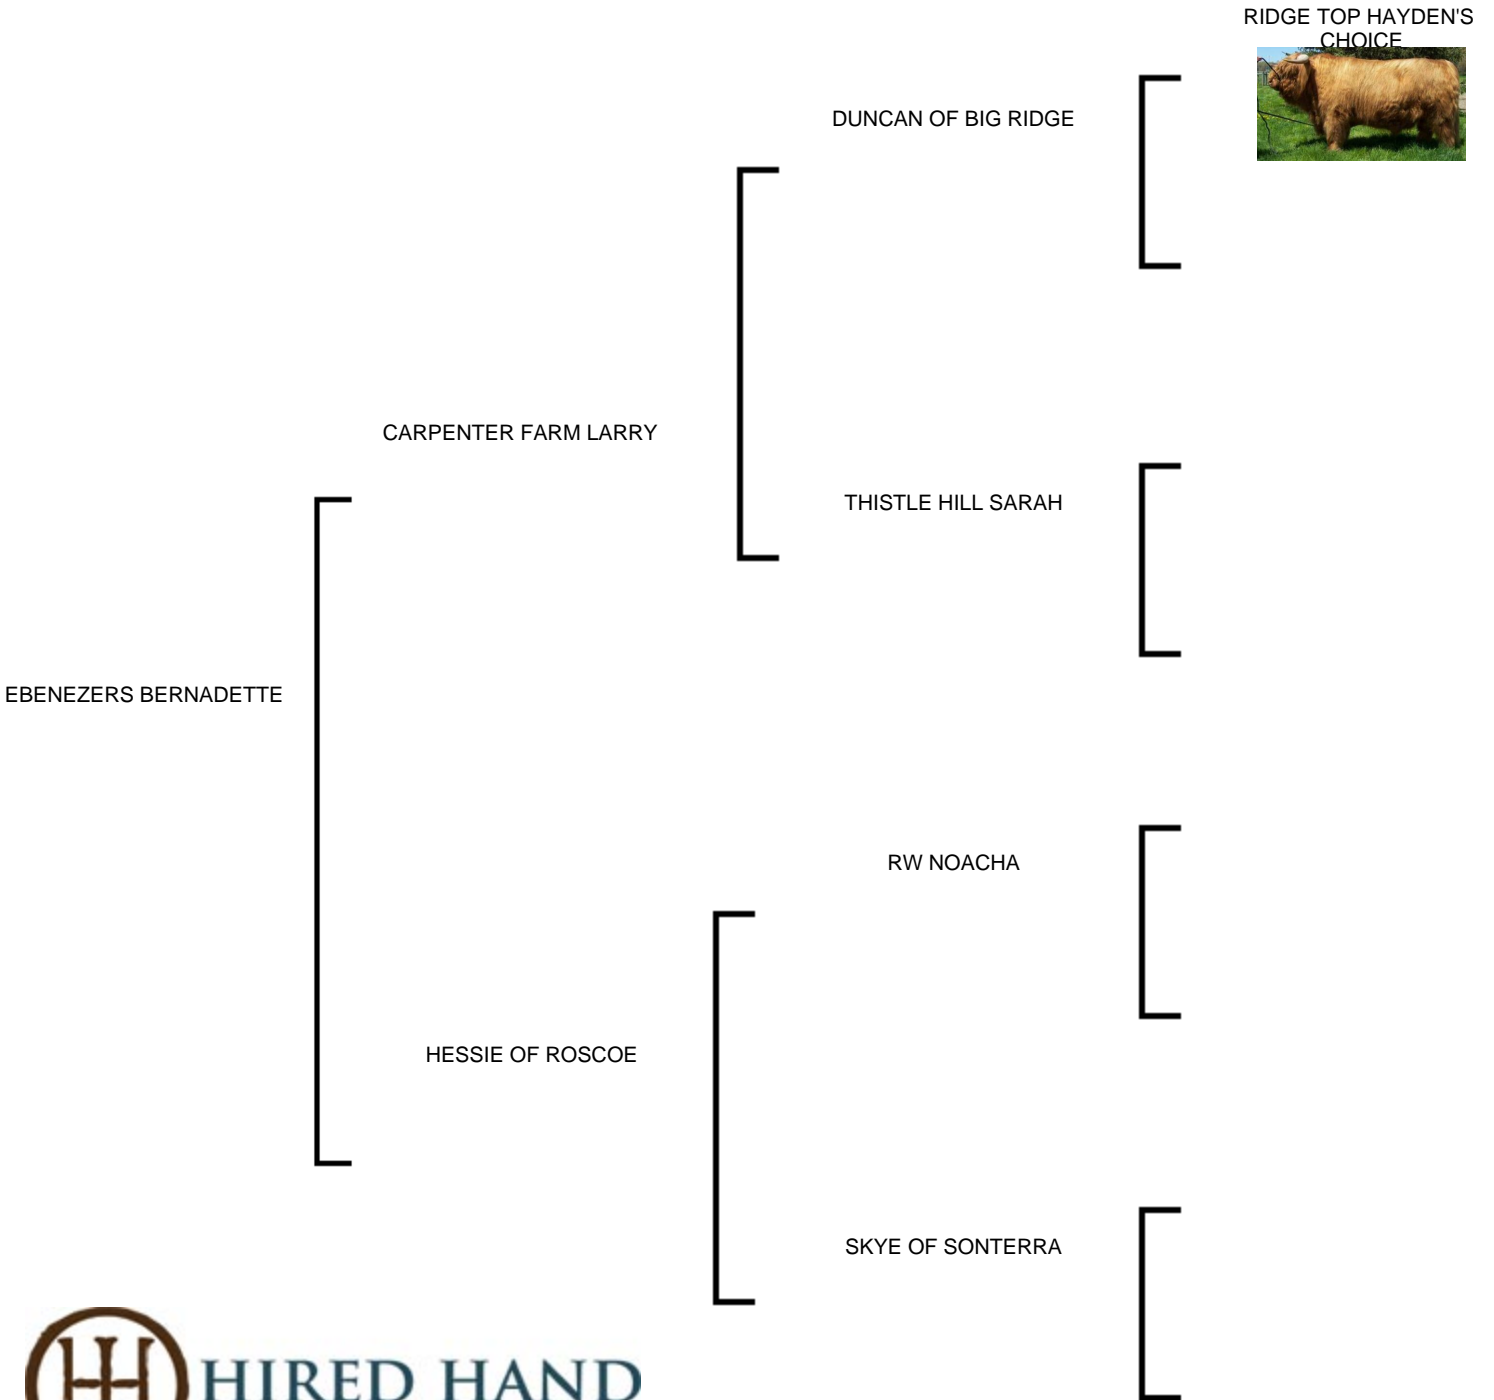 RIDGE TOP HAYDEN'S
CHOICE
DUNCAN OF BIG RIDGE
CARPENTER FARM LARRY
THISTLE HILL SARAH
EBENEZERS BERNADETTE
RW NOACHA
HESSIE OF ROSCOE
SKYE OF SONTERRA
HIRED HAND